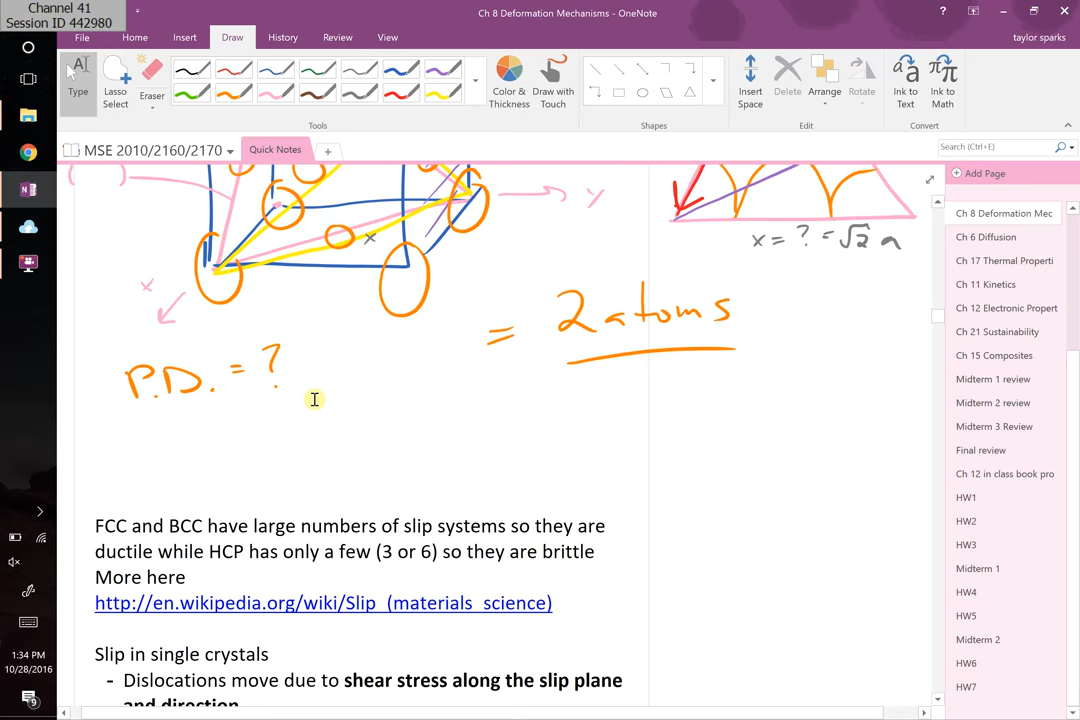 Channel 41
Session ID 442980
Ch 8 Deformation Mechanisms - OneNote
taylor sparks
File Home Insert Draw History Review View
Type
Lasso Select
Eraser
Color & Thickness
Draw with Touch
Insert Space
Delete
Arrange
Rotate
Ink to Text
Ink to Math
Tools
Shapes
Edit
Convert
MSE 2010/2160/2170
Quick Notes
Search (Ctrl+E)
Add Page
Ch 8 Deformation Mec
Ch 6 Diffusion
Ch 17 Thermal Properti
Ch 11 Kinetics
Ch 12 Electronic Propert
Ch 21 Sustainability
Ch 15 Composites
Midterm 1 review
Midterm 2 review
Midterm 3 Review
Final review
Ch 12 in class book pro
HW1
HW2
HW3
Midterm 1
HW4
HW5
Midterm 2
HW6
HW7
y
x
x
x = ? = √2 a
= 2 atoms
P.D. = ?
FCC and BCC have large numbers of slip systems so they are
ductile while HCP has only a few (3 or 6) so they are brittle
More here
http://en.wikipedia.org/wiki/Slip_(materials_science)
Slip in single crystals
- Dislocations move due to shear stress along the slip plane
and direction
1:34 PM
10/28/2016
9